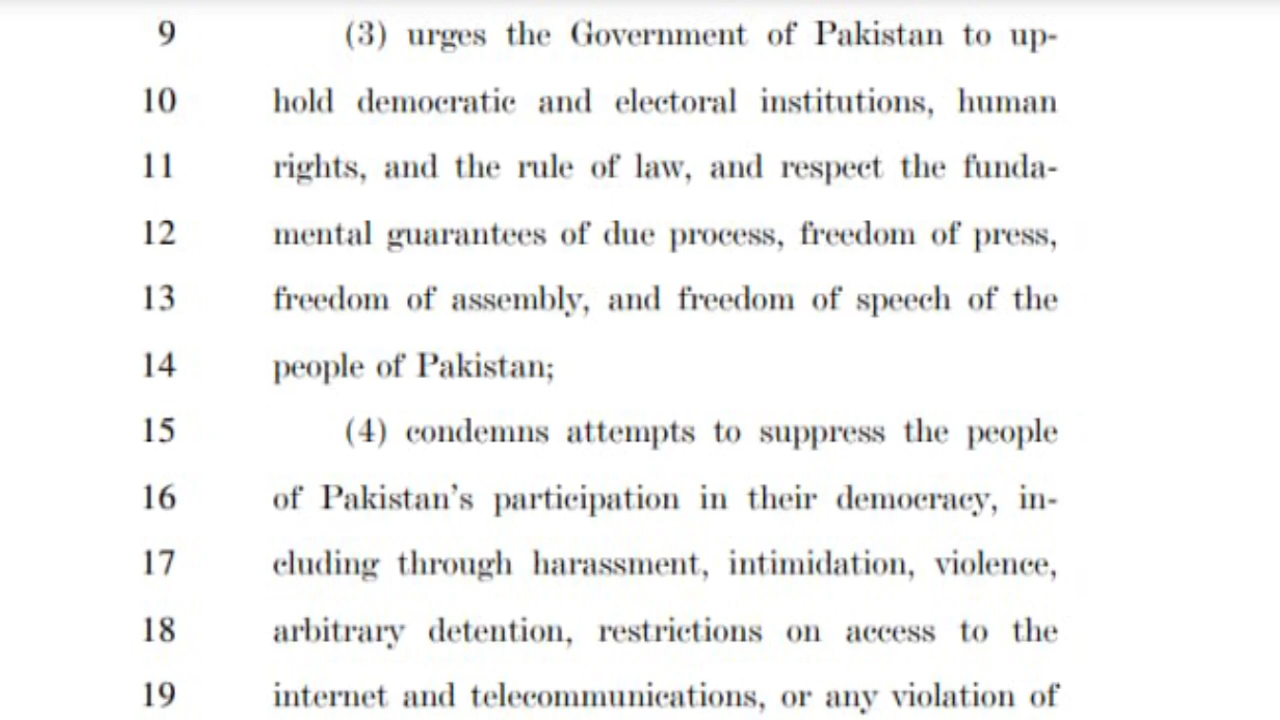 9 (3) urges the Government of Pakistan to up-
10 hold democratic and electoral institutions, human
11 rights, and the rule of law, and respect the funda-
12 mental guarantees of due process, freedom of press,
13 freedom of assembly, and freedom of speech of the
14 people of Pakistan;
15 (4) condemns attempts to suppress the people
16 of Pakistan’s participation in their democracy, in-
17 cluding through harassment, intimidation, violence,
18 arbitrary detention, restrictions on access to the
19 internet and telecommunications, or any violation of